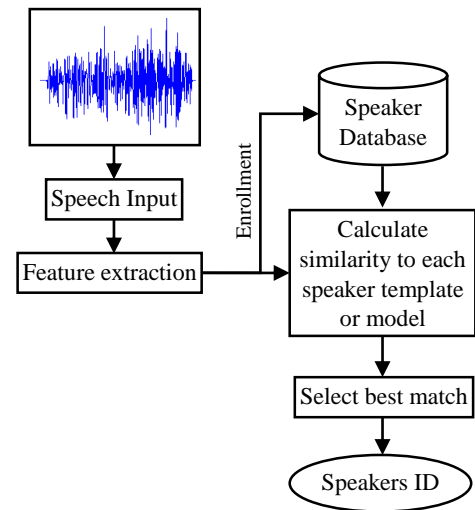 Speech Input
Feature extraction
Enrollment
Speaker
Database
Calculate
similarity to each
speaker template
or model
Select best match
Speakers ID